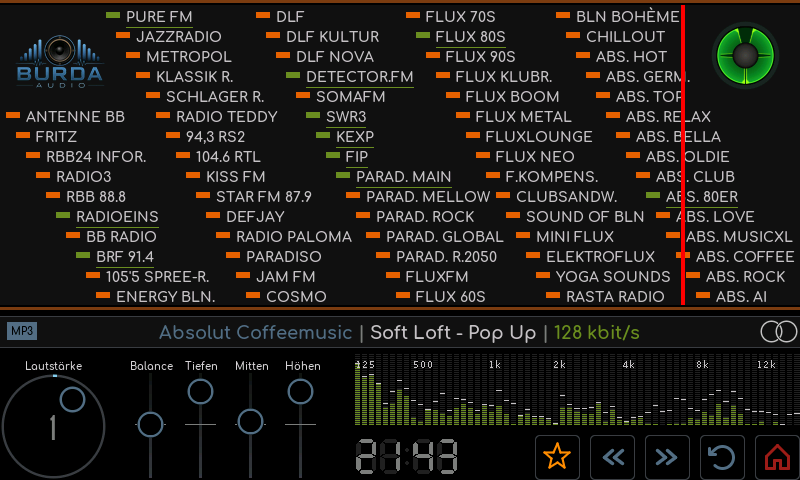 BURDA
AUDIO
ANTENNE BB
FRITZ
RBB24 INFOR.
RADIO3
RBB 88.8
RADIOEINS
BB RADIO
BRF 91.4
105'5 SPREE-R.
ENERGY BLN.
PURE FM
JAZZRADIO
METROPOL
KLASSIK R.
SCHLAGER R.
RADIO TEDDY
94,3 RS2
104.6 RTL
KISS FM
STAR FM 87.9
DEFJAY
RADIO PALOMA
PARADISO
JAM FM
COSMO
DLF
DLF KULTUR
DLF NOVA
DETECTOR.FM
SOMAFM
SWR3
KEXP
FIP
PARAD. MAIN
PARAD. MELLOW
PARAD. ROCK
PARAD. GLOBAL
PARAD. R.2050
FLUXFM
FLUX 60S
FLUX 70S
FLUX 80S
FLUX 90S
FLUX KLUBR.
FLUX BOOM
FLUX METAL
FLUXLOUNGE
FLUX NEO
F.KOMPENS.
CLUBSANDW.
SOUND OF BLN
MINI FLUX
ELEKTROFLUX
YOGA SOUNDS
RASTA RADIO
BLN BOHÈME
CHILLOUT
ABS. HOT
ABS. GERM.
ABS. TOP
ABS. RELAX
ABS. BELLA
ABS. OLDIE
ABS. CLUB
ABS. 80ER
ABS. LOVE
ABS. MUSICXL
ABS. COFFEE
ABS. ROCK
ABS. AI
MP3
Absolut Coffeemusic | Soft Loft - Pop Up | 128 kbit/s
Lautstärke
1
Balance
Tiefen
Mitten
Höhen
125 500 1k 2k 4k 8k 12k
21:43